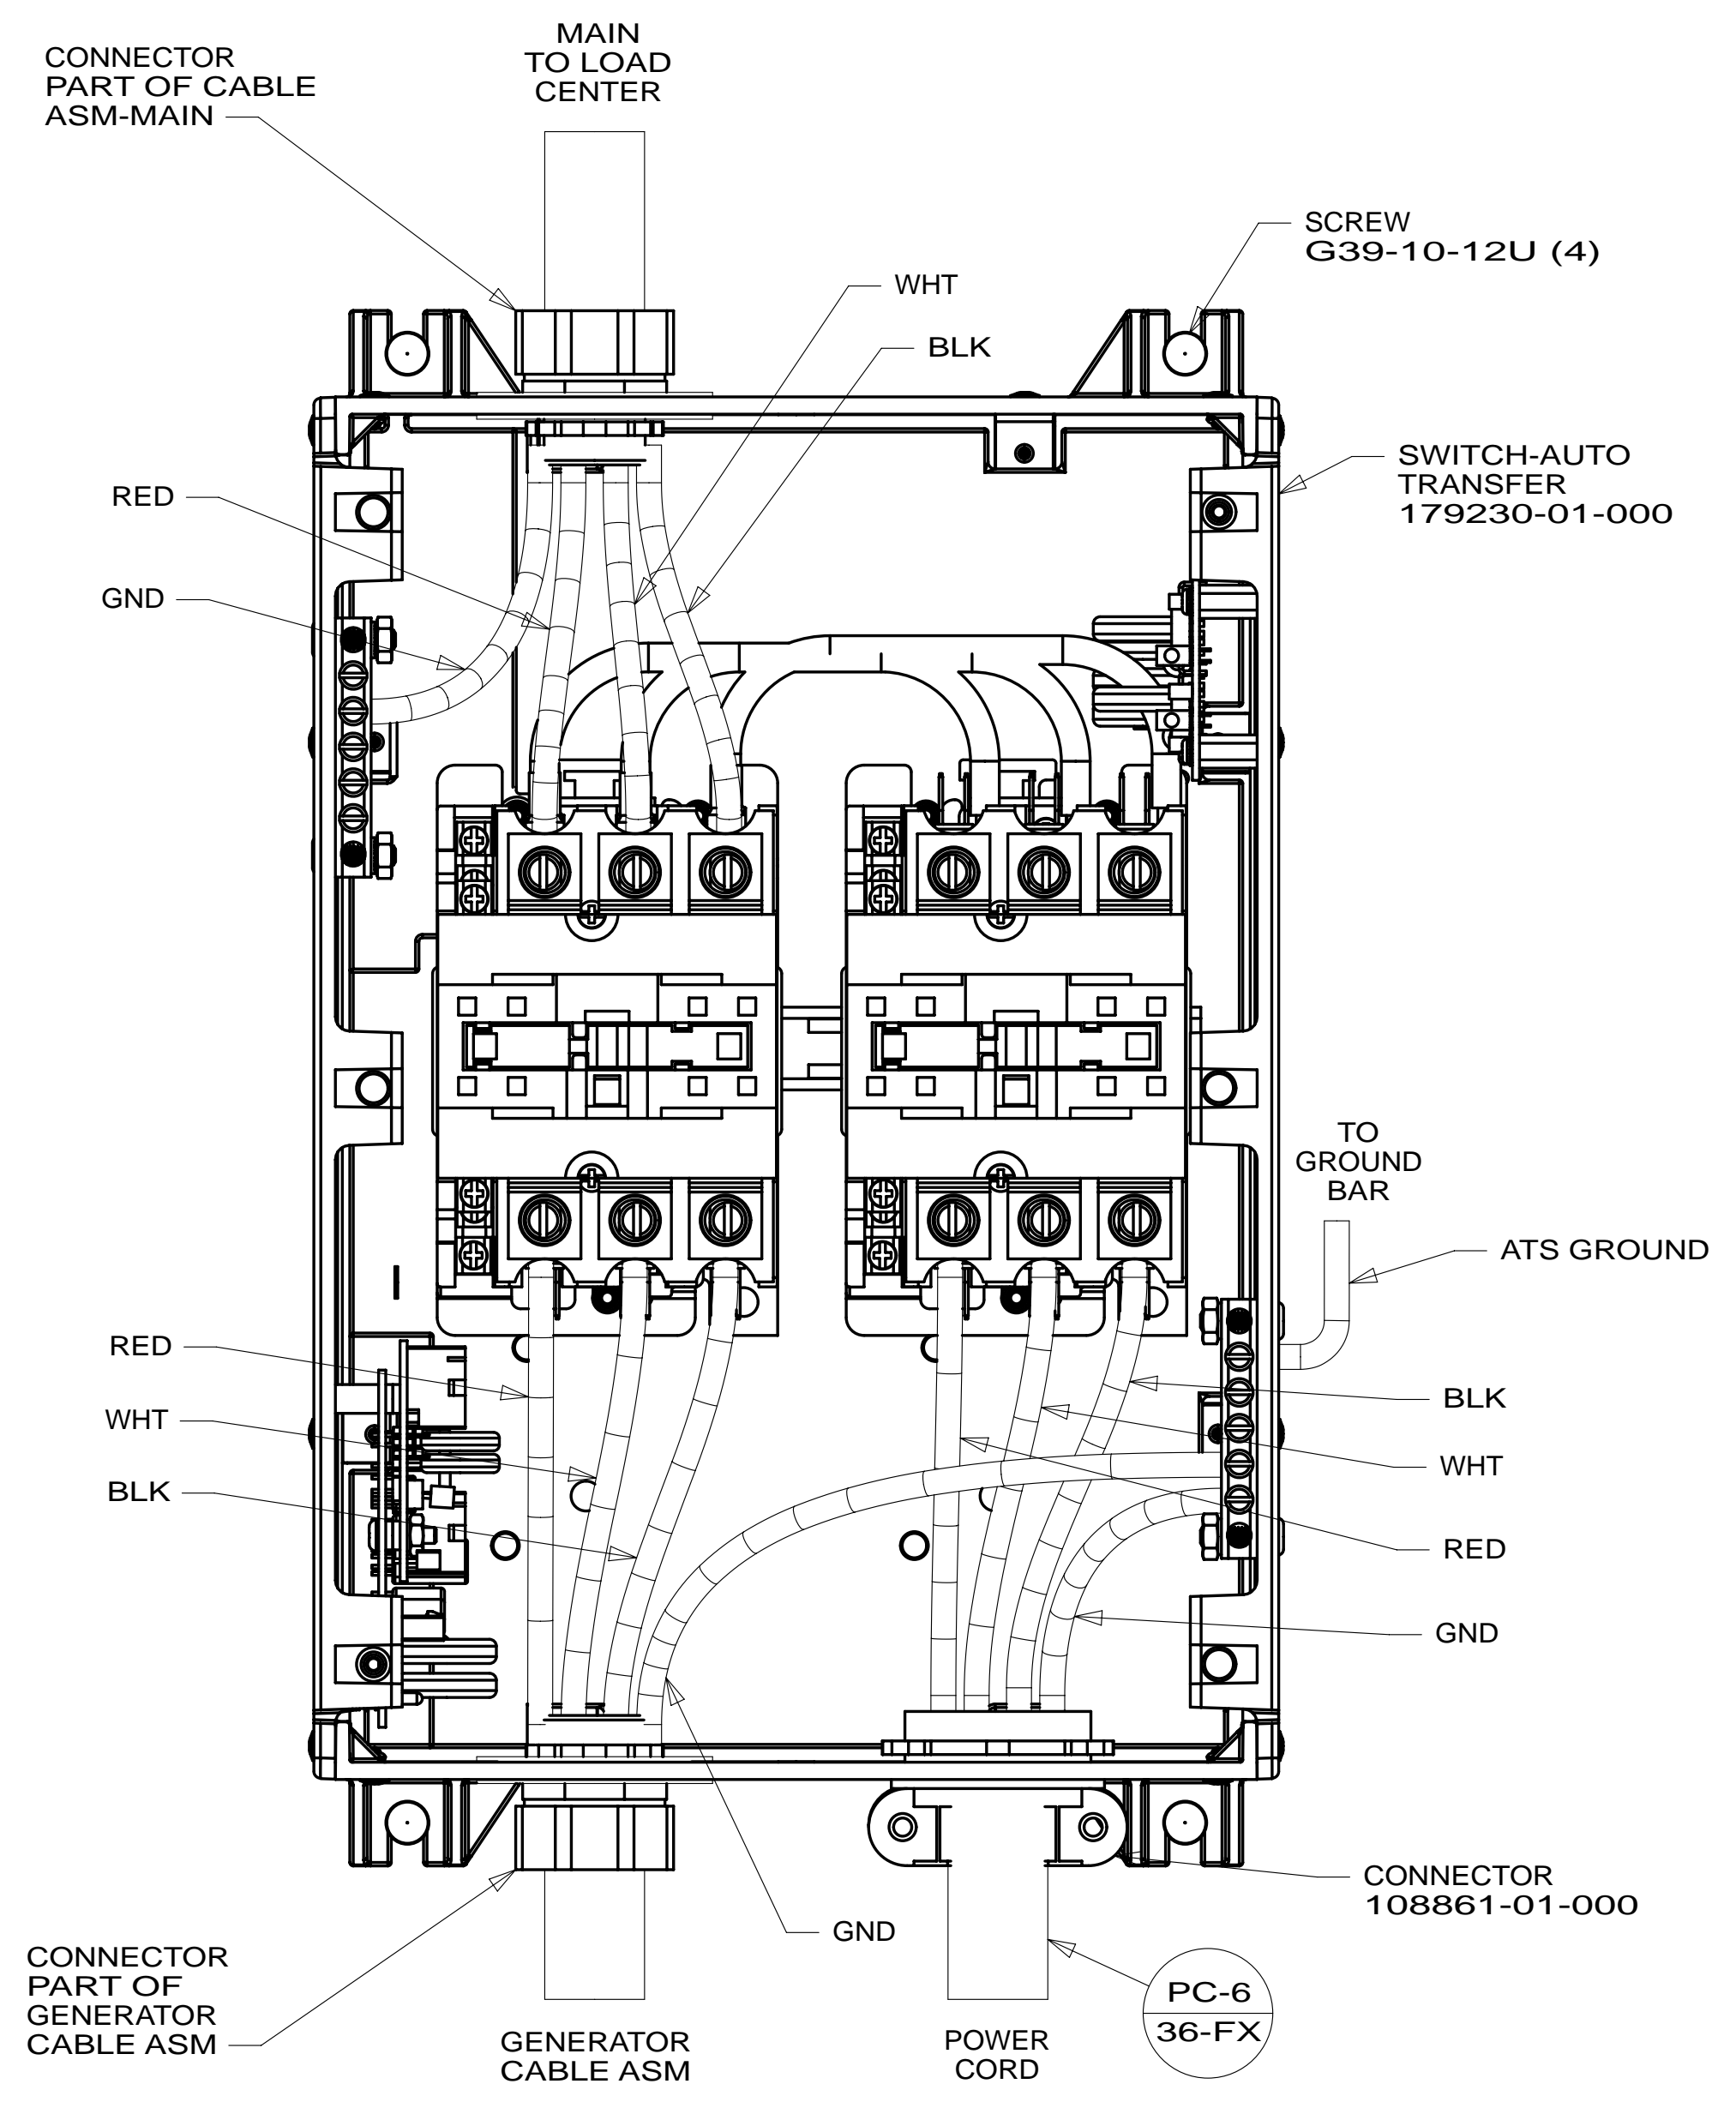 MAIN
TO LOAD
CENTER
CONNECTOR
PART OF CABLE
ASM-MAIN
SCREW
G39-10-12U (4)
WHT
BLK
SWITCH-AUTO
TRANSFER
179230-01-000
RED
GND
TO
GROUND
BAR
ATS GROUND
RED
WHT
BLK
BLK
WHT
RED
GND
CONNECTOR
108861-01-000
GND
CONNECTOR
PART OF
GENERATOR
CABLE ASM
GENERATOR
CABLE ASM
POWER
CORD
PC-6
36-FX